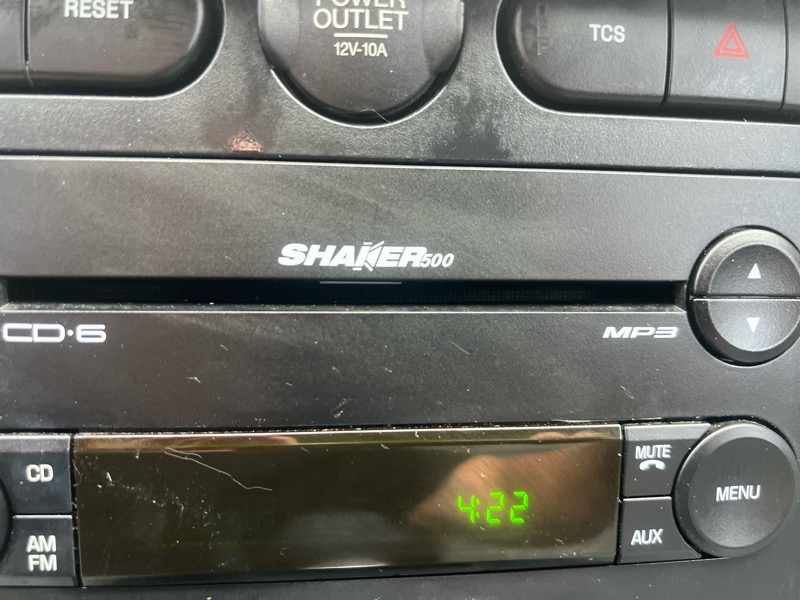 RESET
POWER
OUTLET
12V-10A
TCS
SHAKER500
CD·6
MP3
CD
4:22
MUTE
MENU
AM
FM
AUX